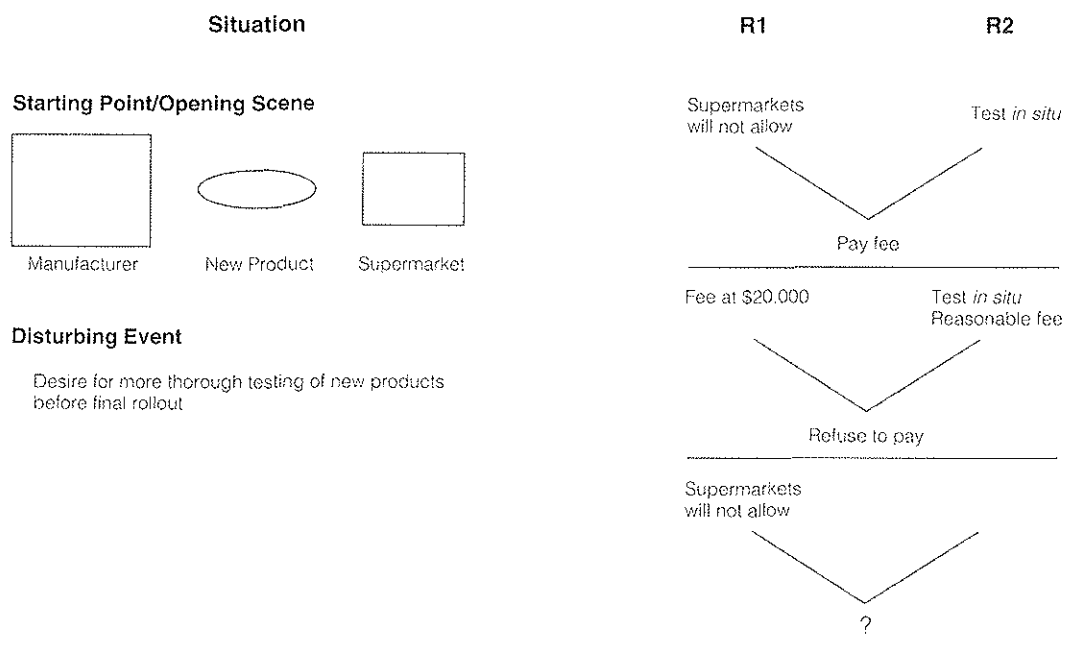 Situation
R1
R2
Starting Point/Opening Scene
Manufacturer
New Product
Supermarket
Disturbing Event
Desire for more thorough testing of new products
before final rollout
Supermarkets
will not allow
Test in situ
Pay fee
Fee at $20.000
Test in situ
Reasonable fee
Refuse to pay
Supermarkets
will not allow
?